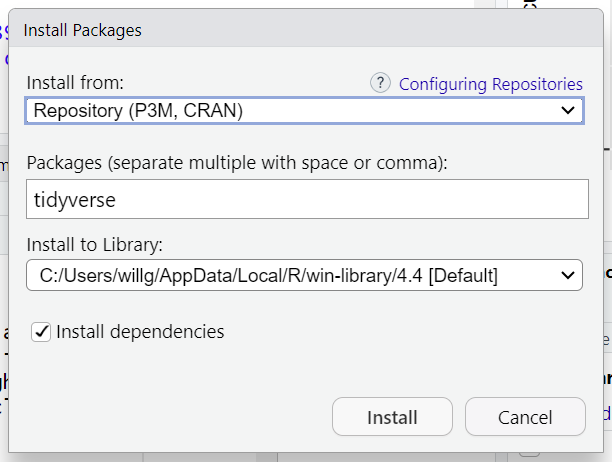 Install Packages
Install from:
? Configuring Repositories
Repository (P3M, CRAN)
Packages (separate multiple with space or comma):
tidyverse
Install to Library:
C:/Users/willg/AppData/Local/R/win-library/4.4 [Default]
Install dependencies
Install
Cancel